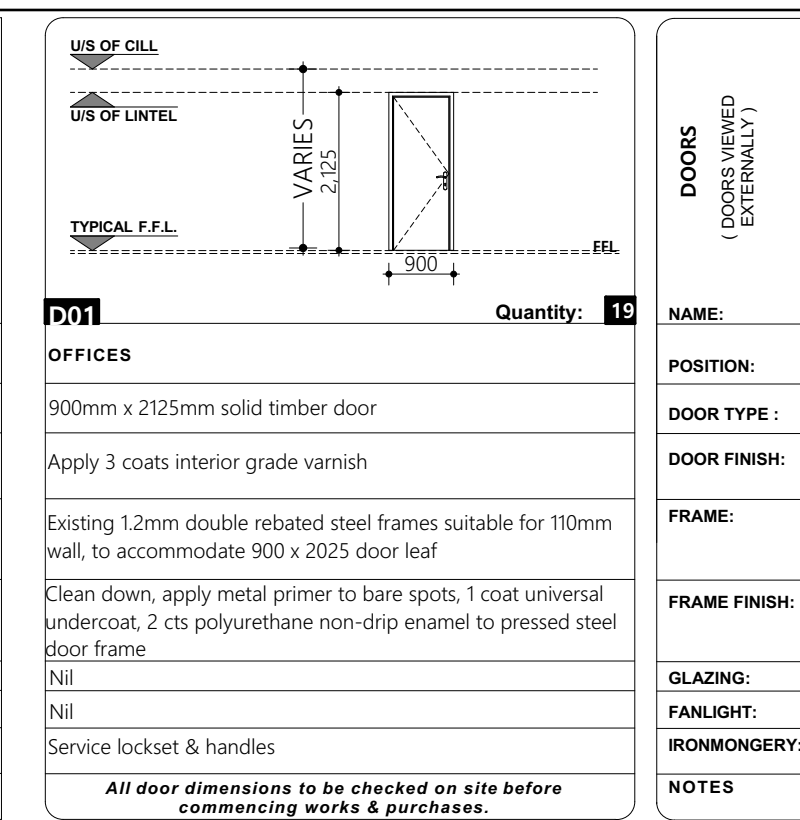 U/S OF CILL
U/S OF LINTEL
VARIES
2,125
TYPICAL F.F.L.
FFL
900
D01
Quantity: 19
OFFICES
900mm x 2125mm solid timber door
Apply 3 coats interior grade varnish
Existing 1.2mm double rebated steel frames suitable for 110mm
wall, to accommodate 900 x 2025 door leaf
Clean down, apply metal primer to bare spots, 1 coat universal
undercoat, 2 cts polyurethane non-drip enamel to pressed steel
door frame
Nil
Nil
Service lockset & handles
All door dimensions to be checked on site before
commencing works & purchases.
DOORS
( DOORS VIEWED
EXTERNALLY )
NAME:
POSITION:
DOOR TYPE :
DOOR FINISH:
FRAME:
FRAME FINISH:
GLAZING:
FANLIGHT:
IRONMONGERY:
NOTES